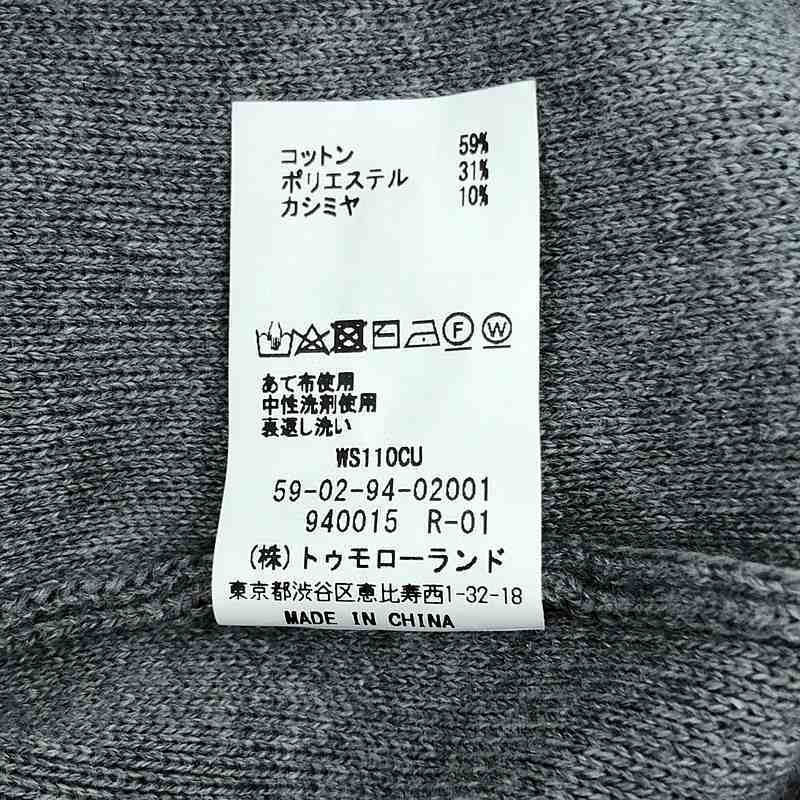 コットン 59%
ポリエステル 31%
カシミヤ 10%
F W
あて布使用
中性洗剤使用
裏返し洗い
WS110CU
59-02-94-02001
940015 R-01
(株)トゥモローランド
東京都渋谷区恵比寿西1-32-18
MADE IN CHINA